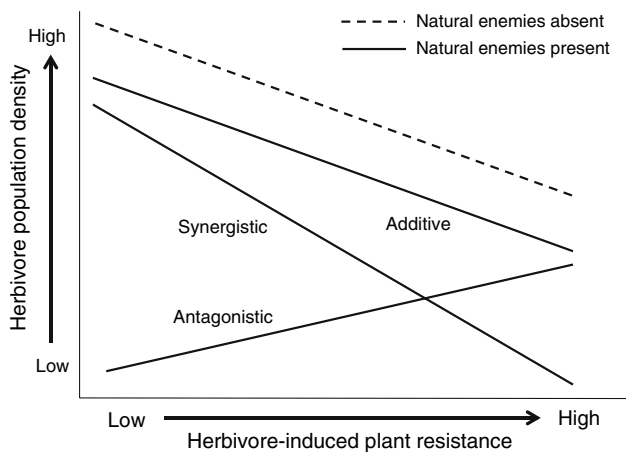 Natural enemies absent
Natural enemies present
High
Herbivore population density
Synergistic
Additive
Antagonistic
Low
Low
High
Herbivore-induced plant resistance